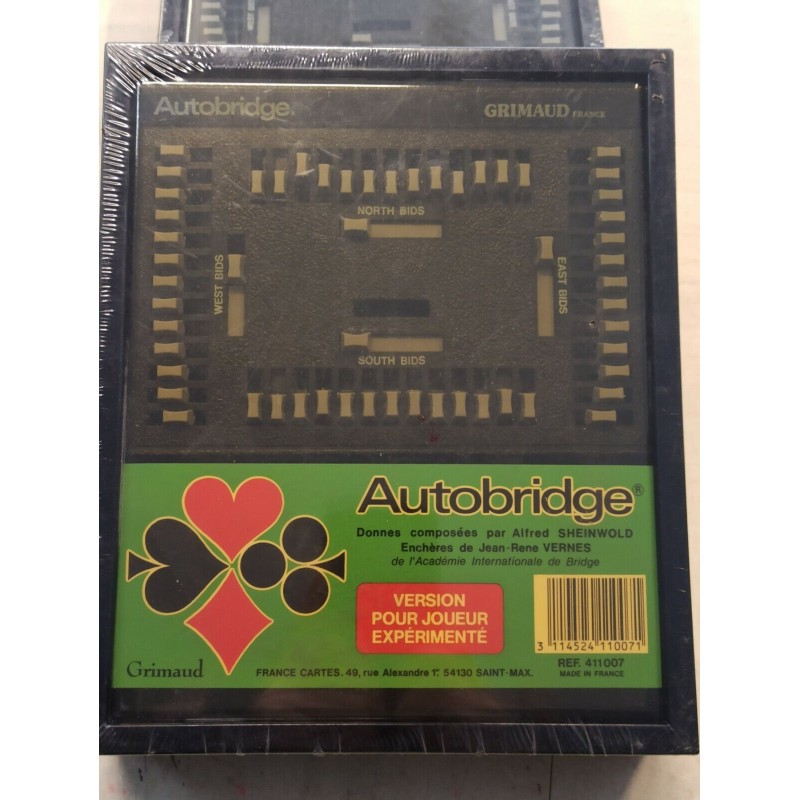 Autobridge®
GRIMAUD FRANCE
NORTH BIDS
WEST BIDS
EAST BIDS
SOUTH BIDS
Autobridge®
Donnes composées par Alfred SHEINWOLD
Enchères de Jean-Rene VERNES
de l'Académie Internationale de Bridge
VERSION
POUR JOUEUR
EXPÉRIMENTÉ
3 114524 110071
REF. 411007
MADE IN FRANCE
Grimaud
FRANCE CARTES. 49, rue Alexandre 1er 54130 SAINT-MAX.